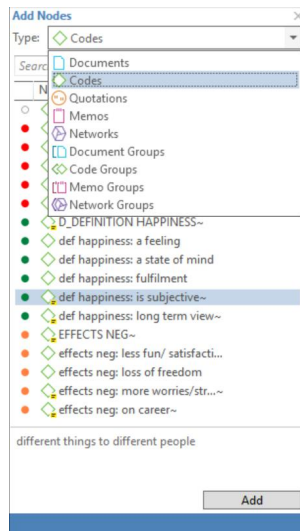 Add Nodes
Type: Codes
Searc
Documents
Codes
N
Quotations
Memos
Networks
Document Groups
Code Groups
Memo Groups
Network Groups
D_DEFINITION HAPPINESS~
def happiness: a feeling
def happiness: a state of mind
def happiness: fulfilment
def happiness: is subjective~
def happiness: long term view~
EFFECTS NEG~
effects neg: less fun/ satisfacti...
effects neg: loss of freedom
effects neg: more worries/str...~
effects neg: on career~
different things to different people
Add